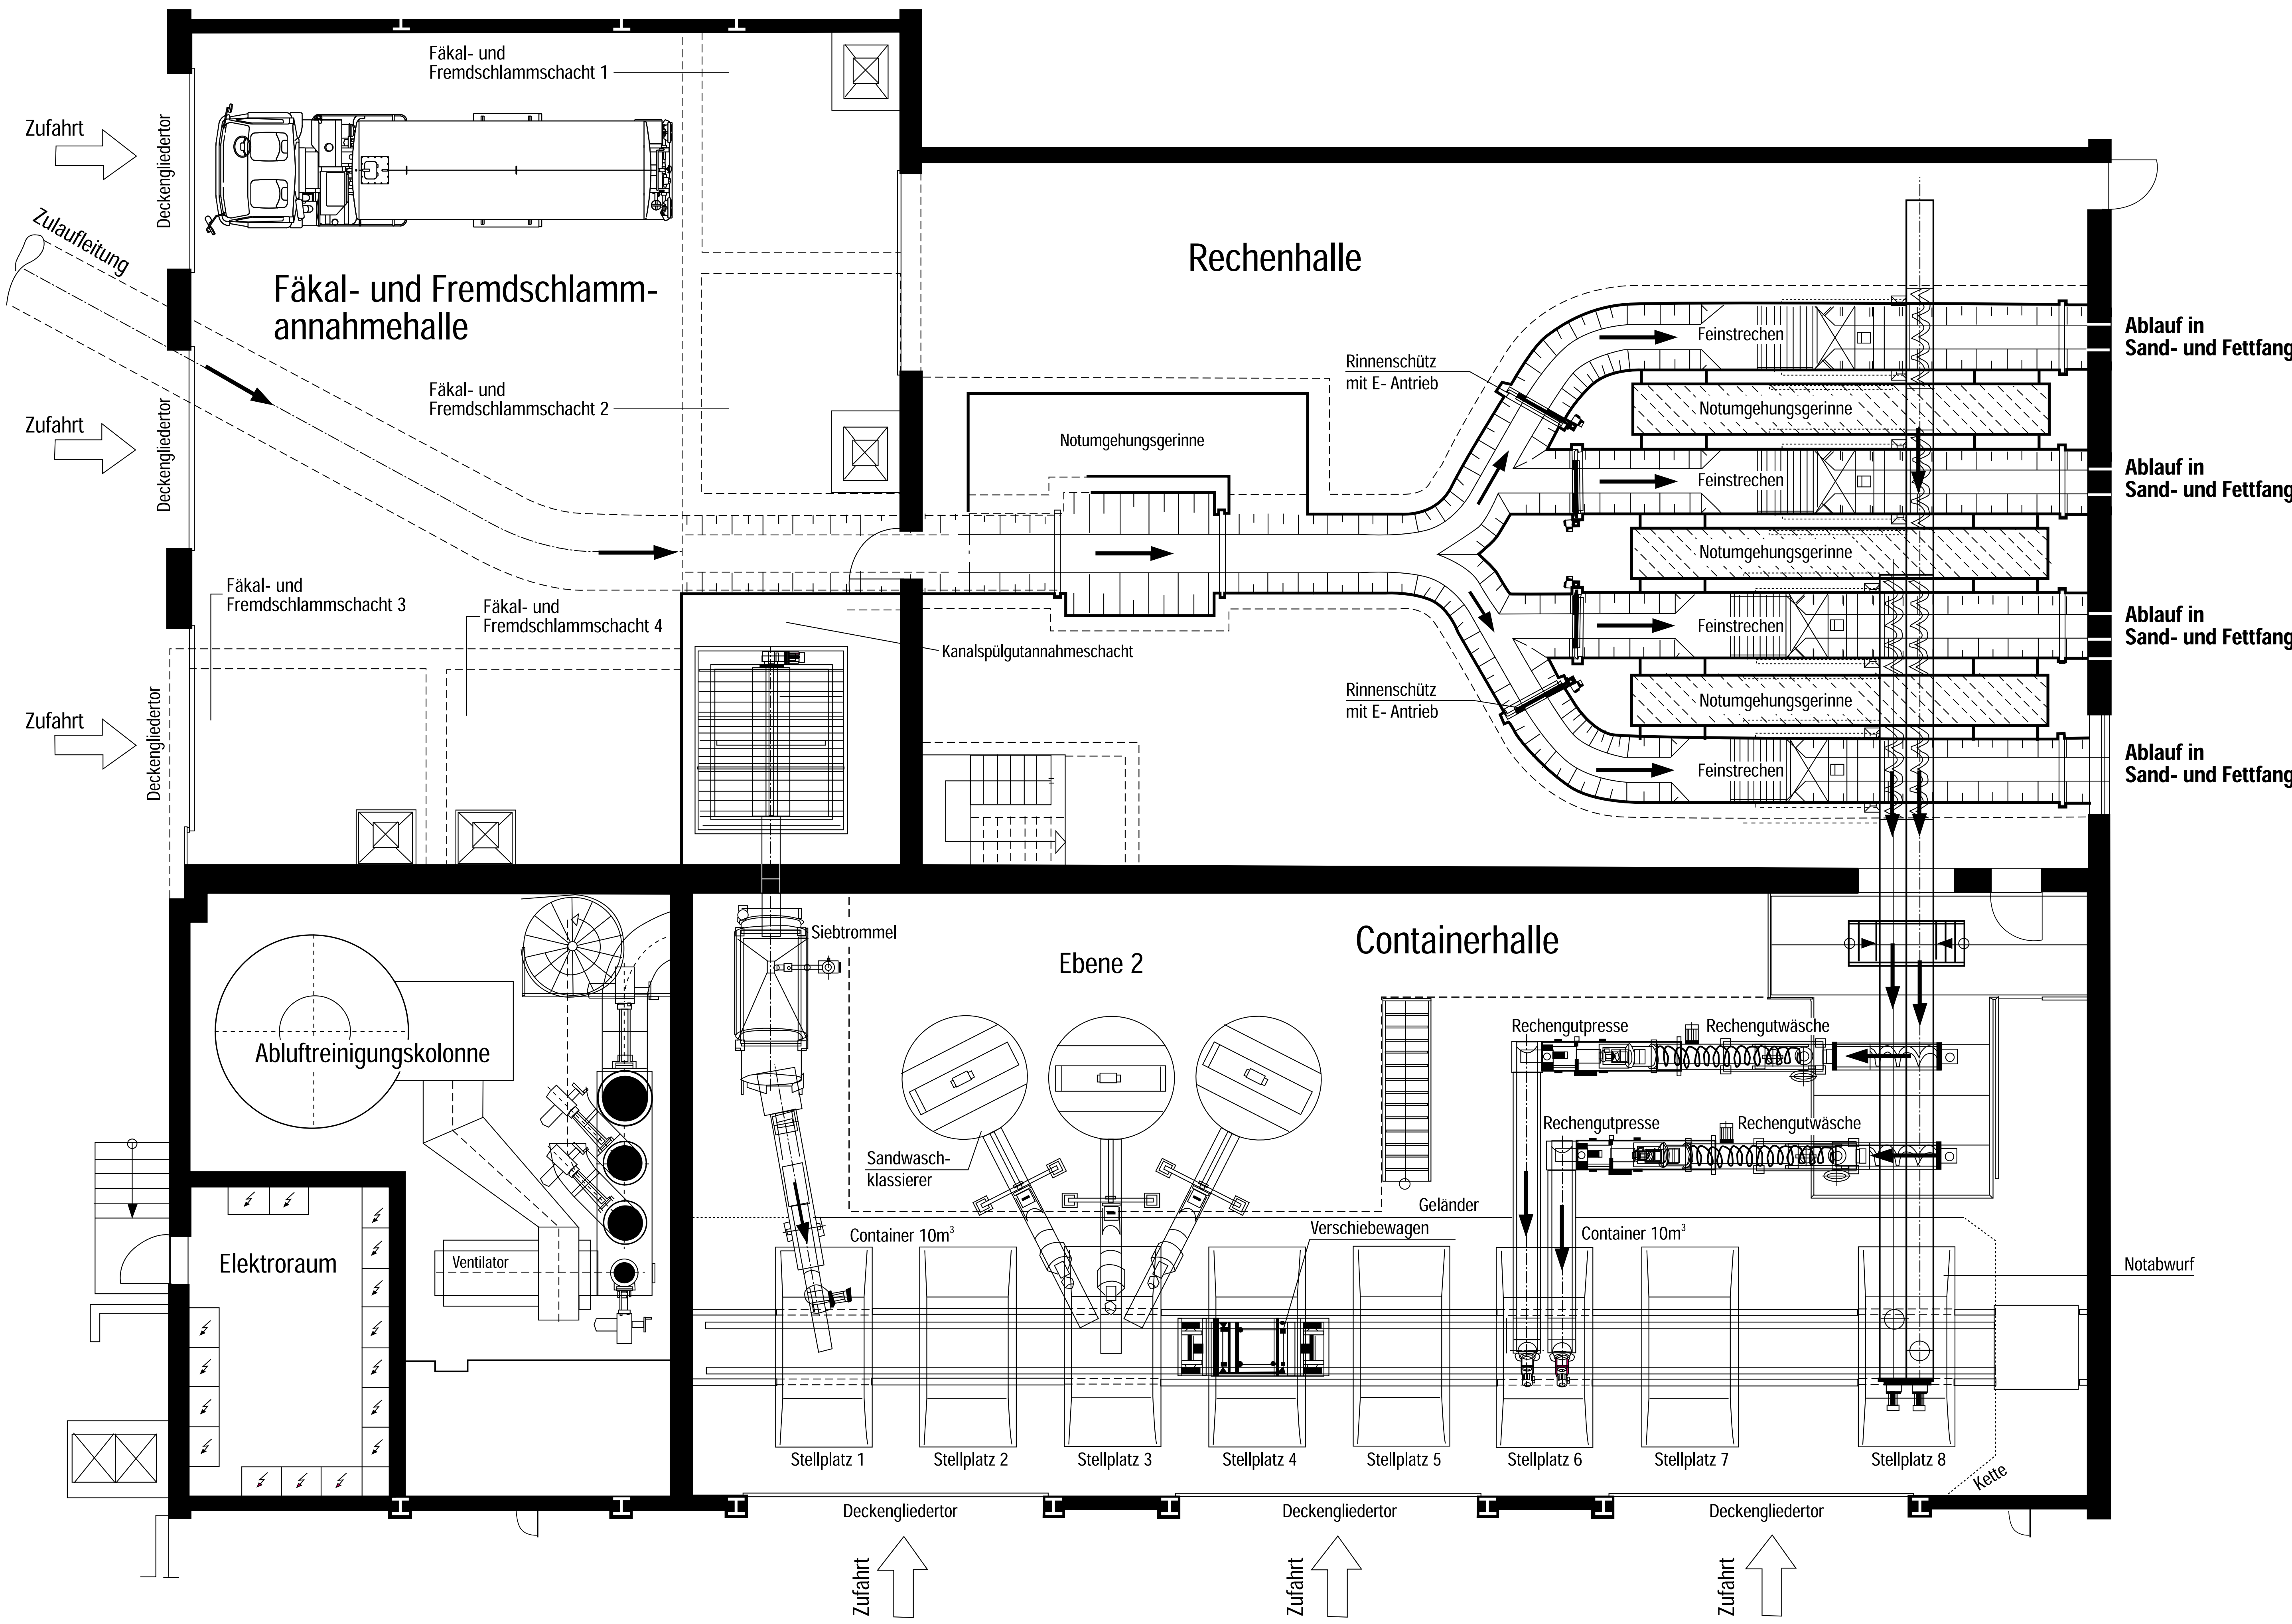 Fäkal- und
Fremdschlammschacht 1
Zufahrt
Deckengliedertor
Zulaufleitung
Fäkal- und Fremdschlamm-
annahmehalle
Rechenhalle
Feinstrechen
Ablauf in
Sand- und Fettfang
Rinnenschütz
mit E- Antrieb
Fäkal- und
Fremdschlammschacht 2
Notumgehungsgerinne
Zufahrt
Deckengliedertor
Notumgehungsgerinne
Feinstrechen
Ablauf in
Sand- und Fettfang
Notumgehungsgerinne
Fäkal- und
Fremdschlammschacht 3
Fäkal- und
Fremdschlammschacht 4
Feinstrechen
Ablauf in
Sand- und Fettfang
Kanalspülgutannahmeschacht
Rinnenschütz
mit E- Antrieb
Notumgehungsgerinne
Zufahrt
Deckengliedertor
Feinstrechen
Ablauf in
Sand- und Fettfang
Siebtrommel
Ebene 2
Containerhalle
Abluftreinigungskolonne
Rechengutpresse
Rechengutwäsche
Rechengutpresse
Rechengutwäsche
Sandwasch-
klassierer
Geländer
Verschiebewagen
Container 10m³
Container 10m³
Elektroraum
Ventilator
Notabwurf
Stellplatz 1
Stellplatz 2
Stellplatz 3
Stellplatz 4
Stellplatz 5
Stellplatz 6
Stellplatz 7
Stellplatz 8
Kette
Deckengliedertor
Deckengliedertor
Deckengliedertor
Zufahrt
Zufahrt
Zufahrt